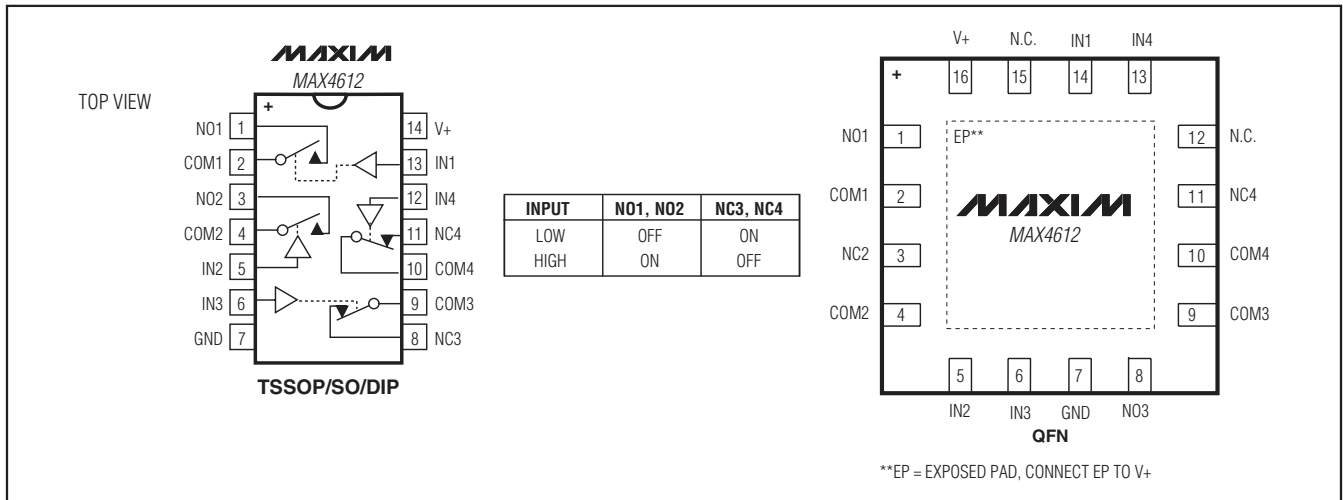 TOP VIEW
MAXIM
MAX4612
+
NO1 1
COM1 2
NO2 3
COM2 4
IN2 5
IN3 6
GND 7
14 V+
13 IN1
12 IN4
11 NC4
10 COM4
9 COM3
8 NC3
TSSOP/SO/DIP
INPUT NO1, NO2 NC3, NC4
LOW OFF ON
HIGH ON OFF
V+ N.C. IN1 IN4
+ 16 15 14 13
NO1 1
COM1 2
NC2 3
COM2 4
EP**
MAXIM
MAX4612
12 N.C.
11 NC4
10 COM4
9 COM3
5 6 7 8
IN2 IN3 GND NO3
QFN
**EP = EXPOSED PAD, CONNECT EP TO V+